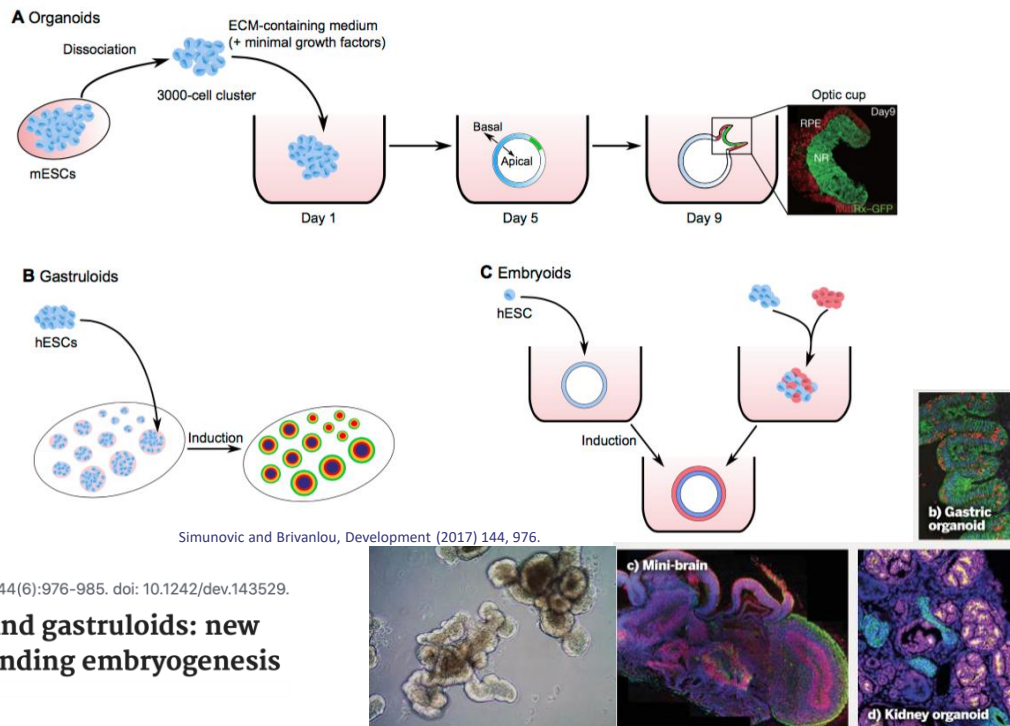 A Organoids
Dissociation
ECM-containing medium
(+ minimal growth factors)
3000-cell cluster
mESCs
Basal
Apical
Day 1
Day 5
Day 9
Optic cup
Day9
RPE
NR
Rx–GFP
B Gastruloids
hESCs
Induction
C Embryoids
hESC
Induction
b) Gastric
organoid
Simunovic and Brivanlou, Development (2017) 144, 976.
44(6):976-985. doi: 10.1242/dev.143529.
nd gastruloids: new
nding embryogenesis
c) Mini-brain
d) Kidney organoid